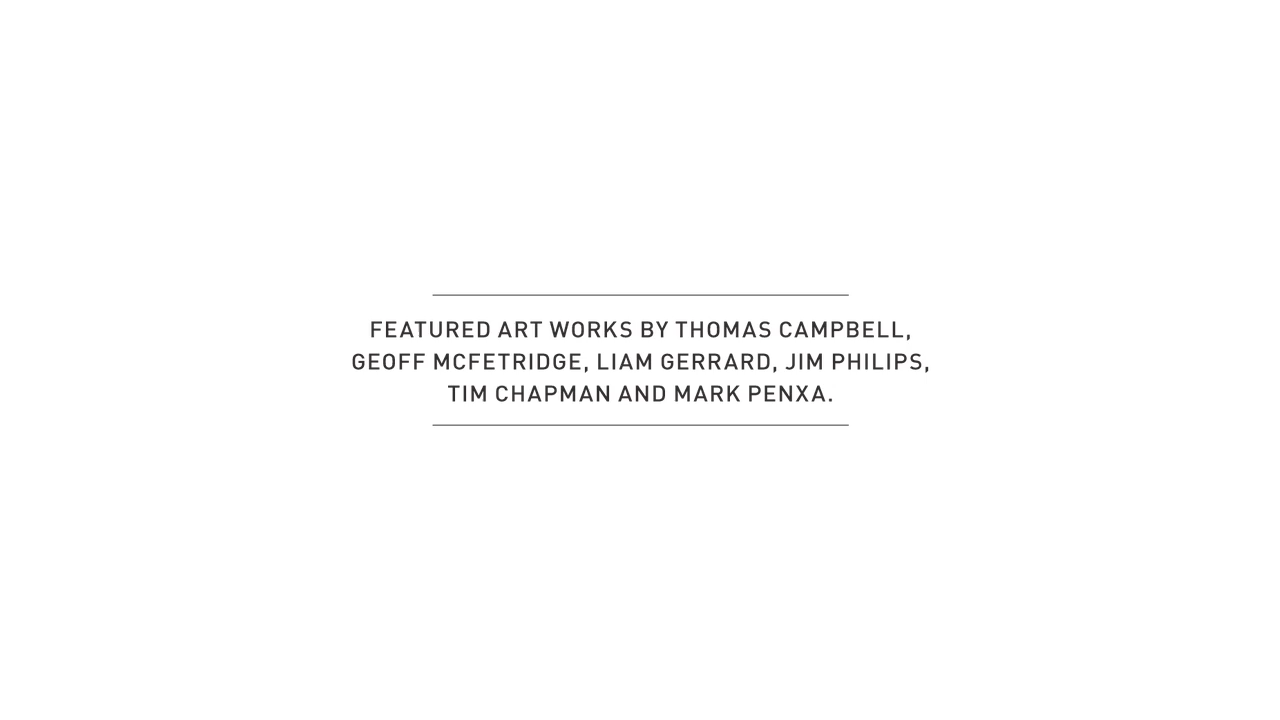 FEATURED ART WORKS BY THOMAS CAMPBELL,
GEOFF MCFETRIDGE, LIAM GERRARD, JIM PHILIPS,
TIM CHAPMAN AND MARK PENXA.